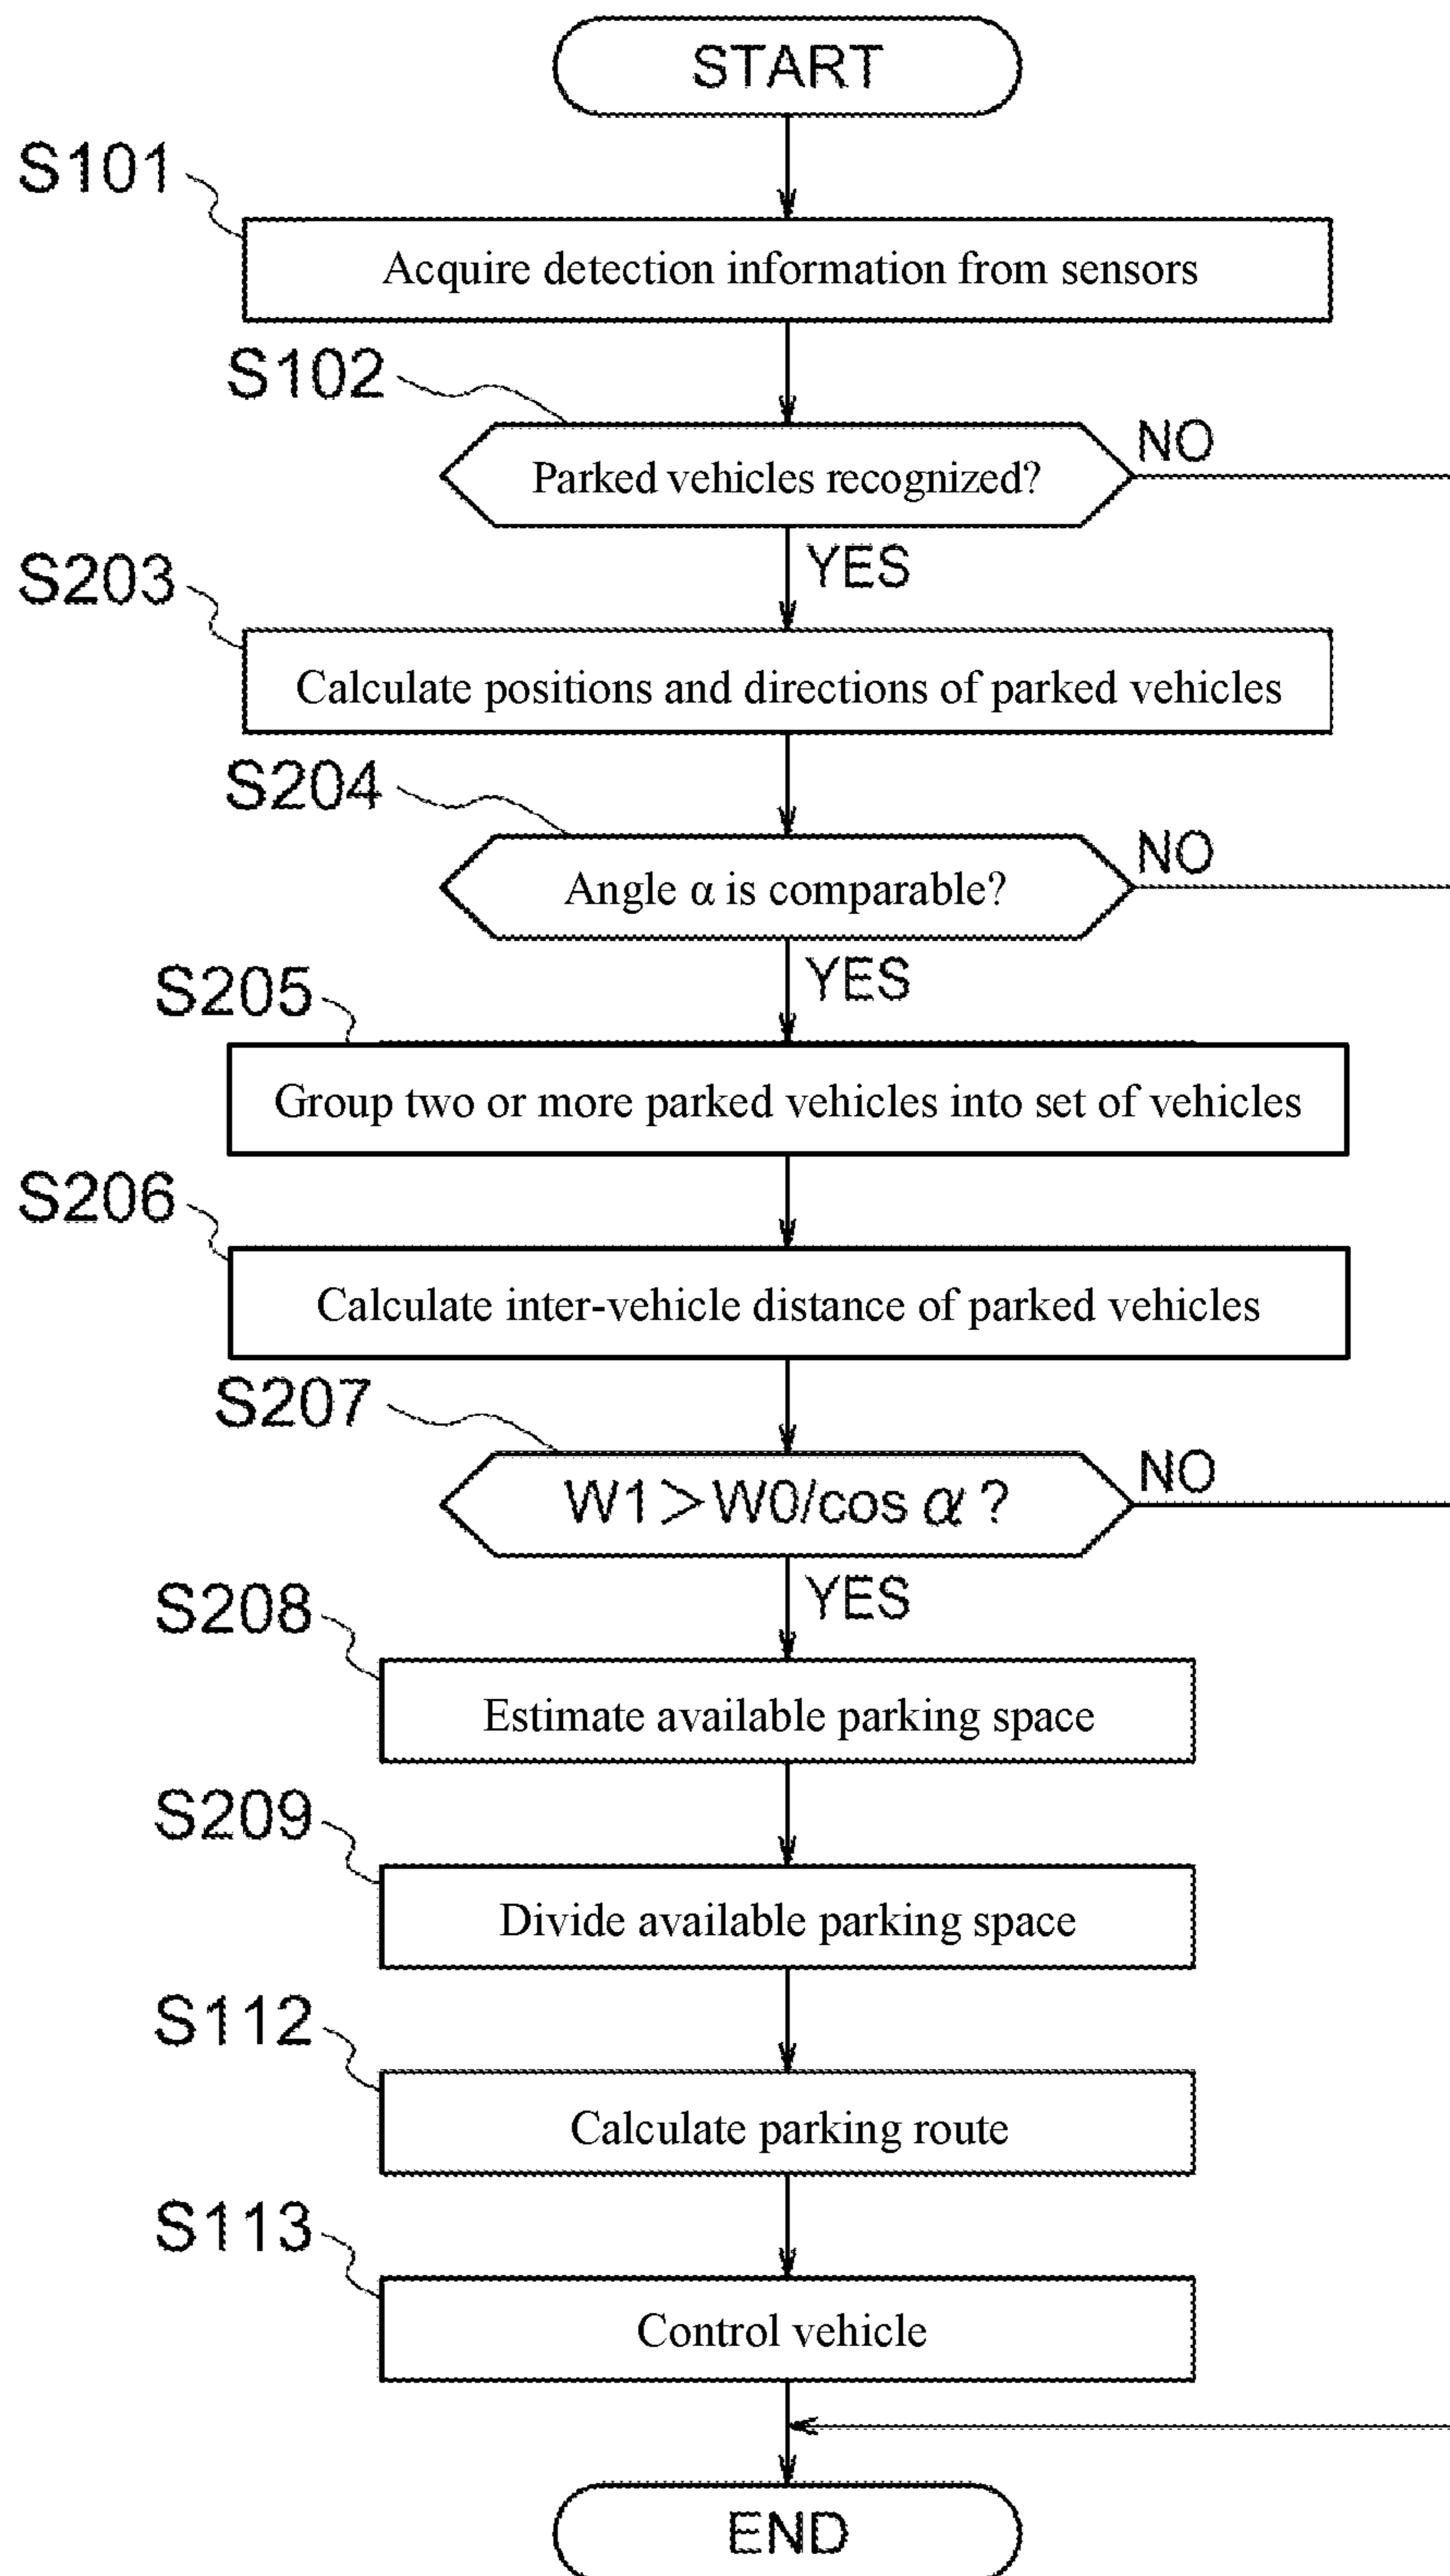 START
S101
Acquire detection information from sensors
S102
Parked vehicles recognized?
NO
YES
S203
Calculate positions and directions of parked vehicles
S204
Angle α is comparable?
NO
YES
S205
Group two or more parked vehicles into set of vehicles
S206
Calculate inter-vehicle distance of parked vehicles
S207
W1>W0/cos α ?
NO
YES
S208
Estimate available parking space
S209
Divide available parking space
S112
Calculate parking route
S113
Control vehicle
END